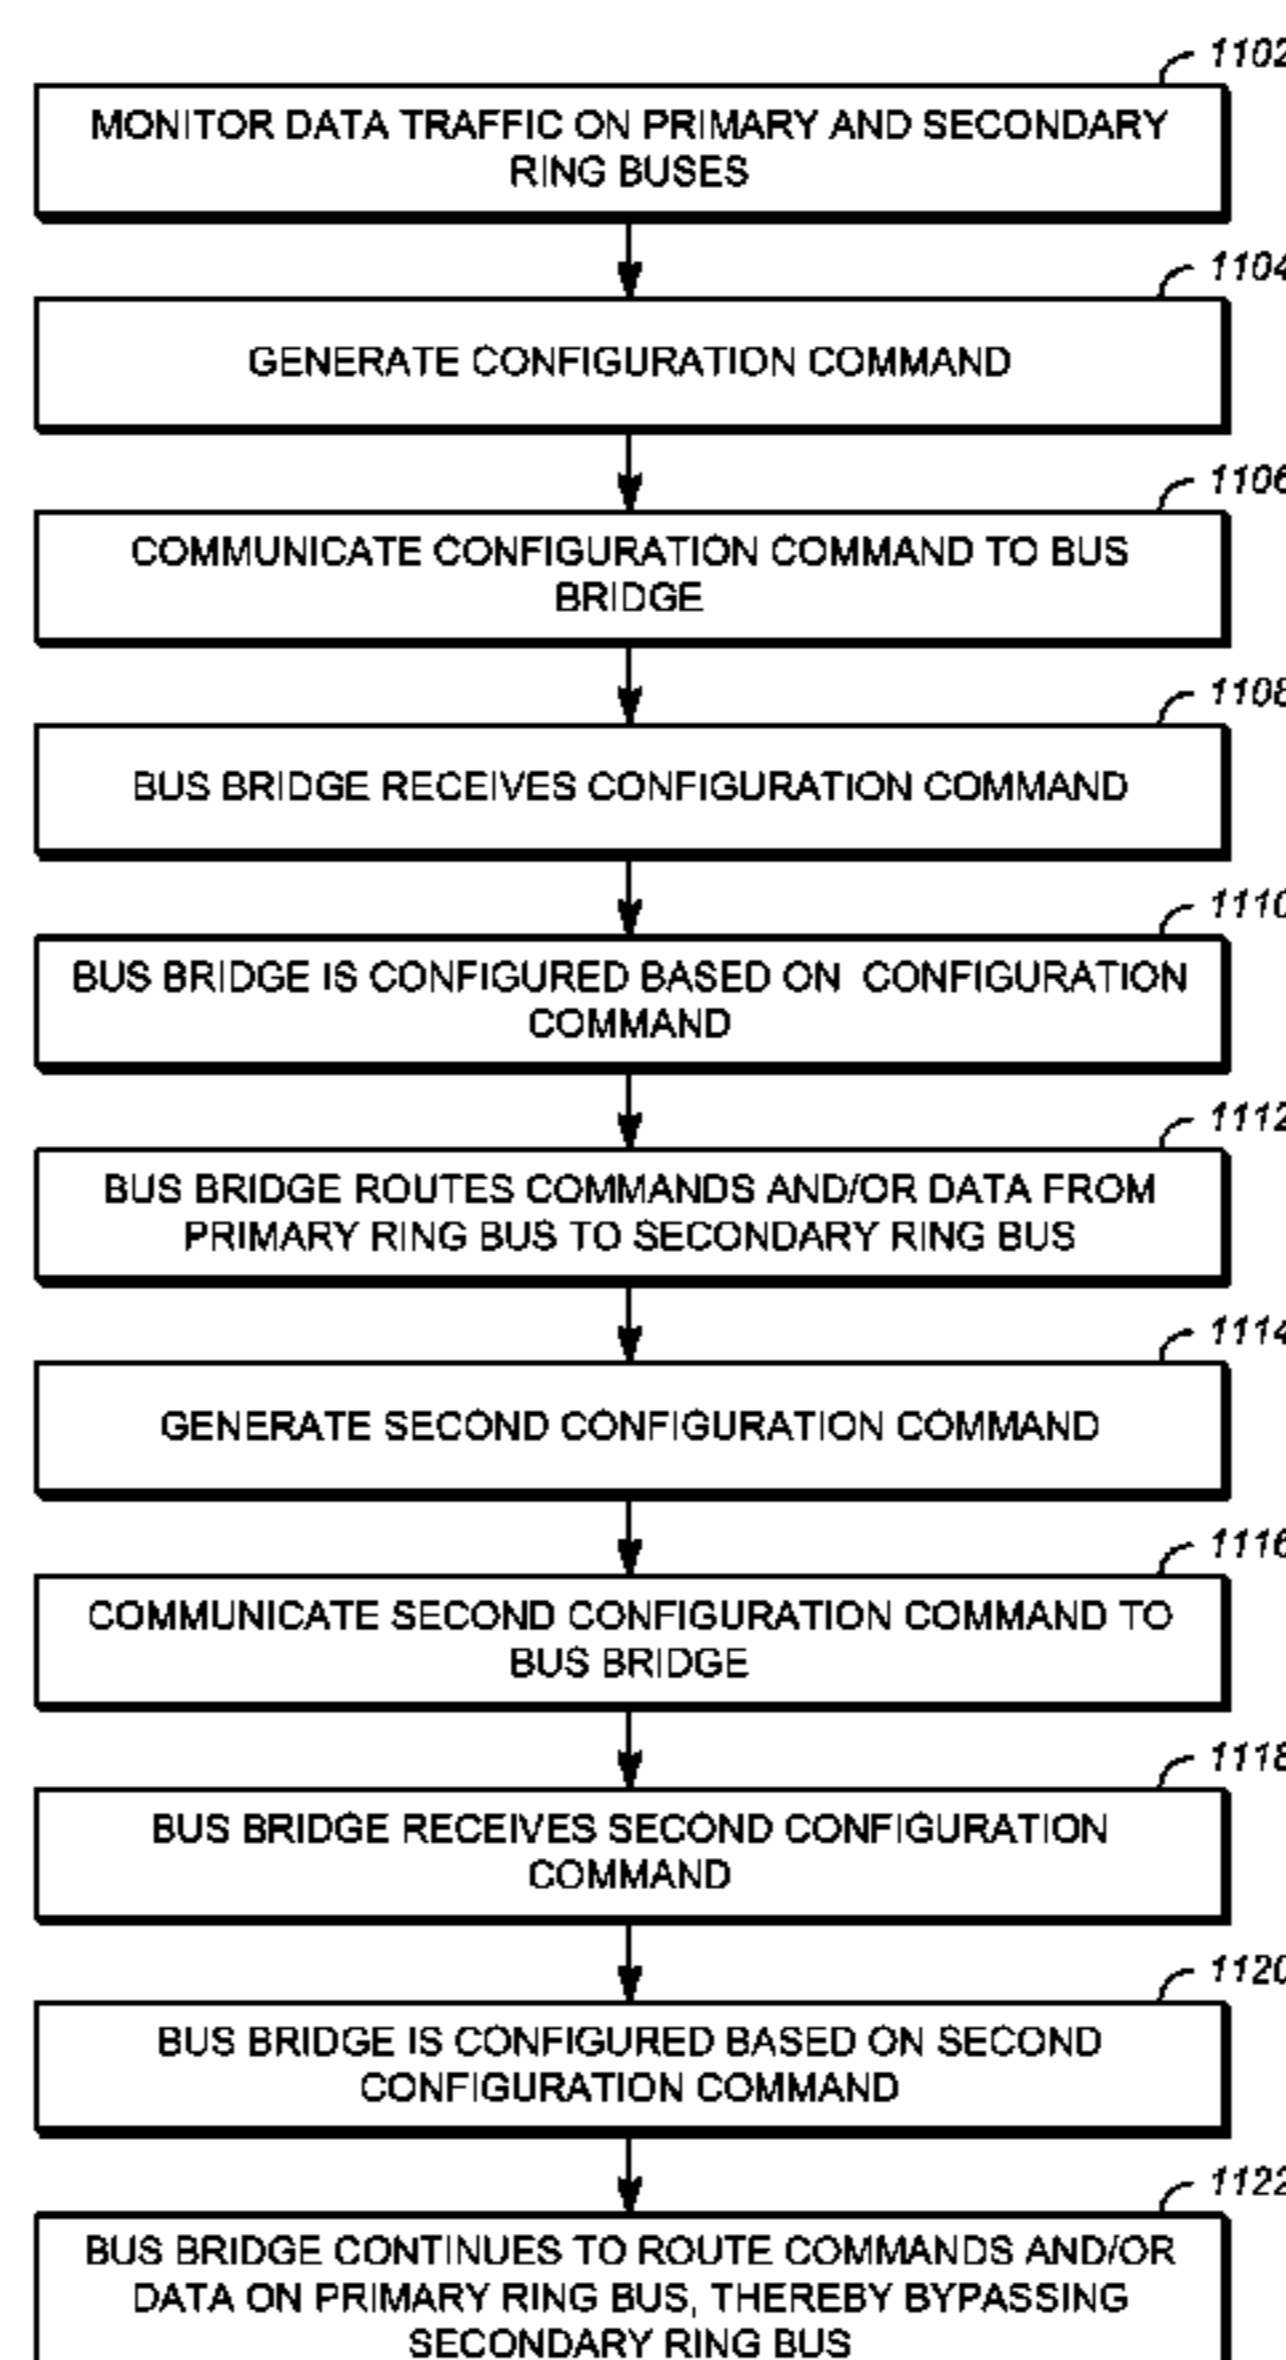 1102
MONITOR DATA TRAFFIC ON PRIMARY AND SECONDARY
RING BUSES
1104
GENERATE CONFIGURATION COMMAND
1106
COMMUNICATE CONFIGURATION COMMAND TO BUS
BRIDGE
1108
BUS BRIDGE RECEIVES CONFIGURATION COMMAND
1110
BUS BRIDGE IS CONFIGURED BASED ON CONFIGURATION
COMMAND
1112
BUS BRIDGE ROUTES COMMANDS AND/OR DATA FROM
PRIMARY RING BUS TO SECONDARY RING BUS
1114
GENERATE SECOND CONFIGURATION COMMAND
1116
COMMUNICATE SECOND CONFIGURATION COMMAND TO
BUS BRIDGE
1118
BUS BRIDGE RECEIVES SECOND CONFIGURATION
COMMAND
1120
BUS BRIDGE IS CONFIGURED BASED ON SECOND
CONFIGURATION COMMAND
1122
BUS BRIDGE CONTINUES TO ROUTE COMMANDS AND/OR
DATA ON PRIMARY RING BUS, THEREBY BYPASSING
SECONDARY RING BUS